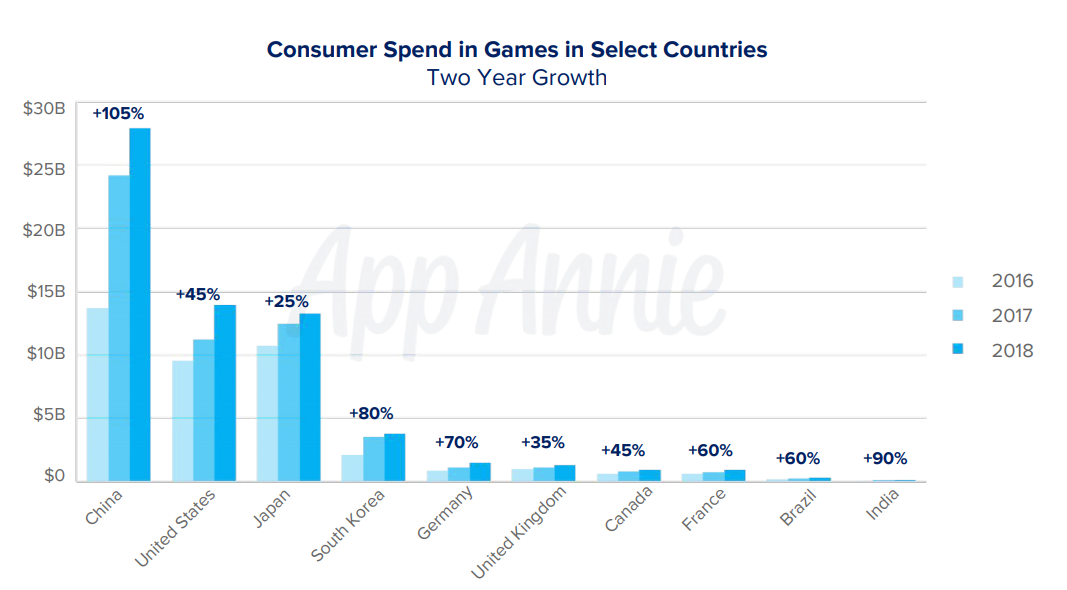 Consumer Spend in Games in Select Countries
Two Year Growth
$30B
$25B
$20B
$15B
$10B
$5B
$0
+105%
+45%
+25%
+80%
+70%
+35%
+45%
+60%
+60%
+90%
App Annie
China
United States
Japan
South Korea
Germany
United Kingdom
Canada
France
Brazil
India
2016
2017
2018